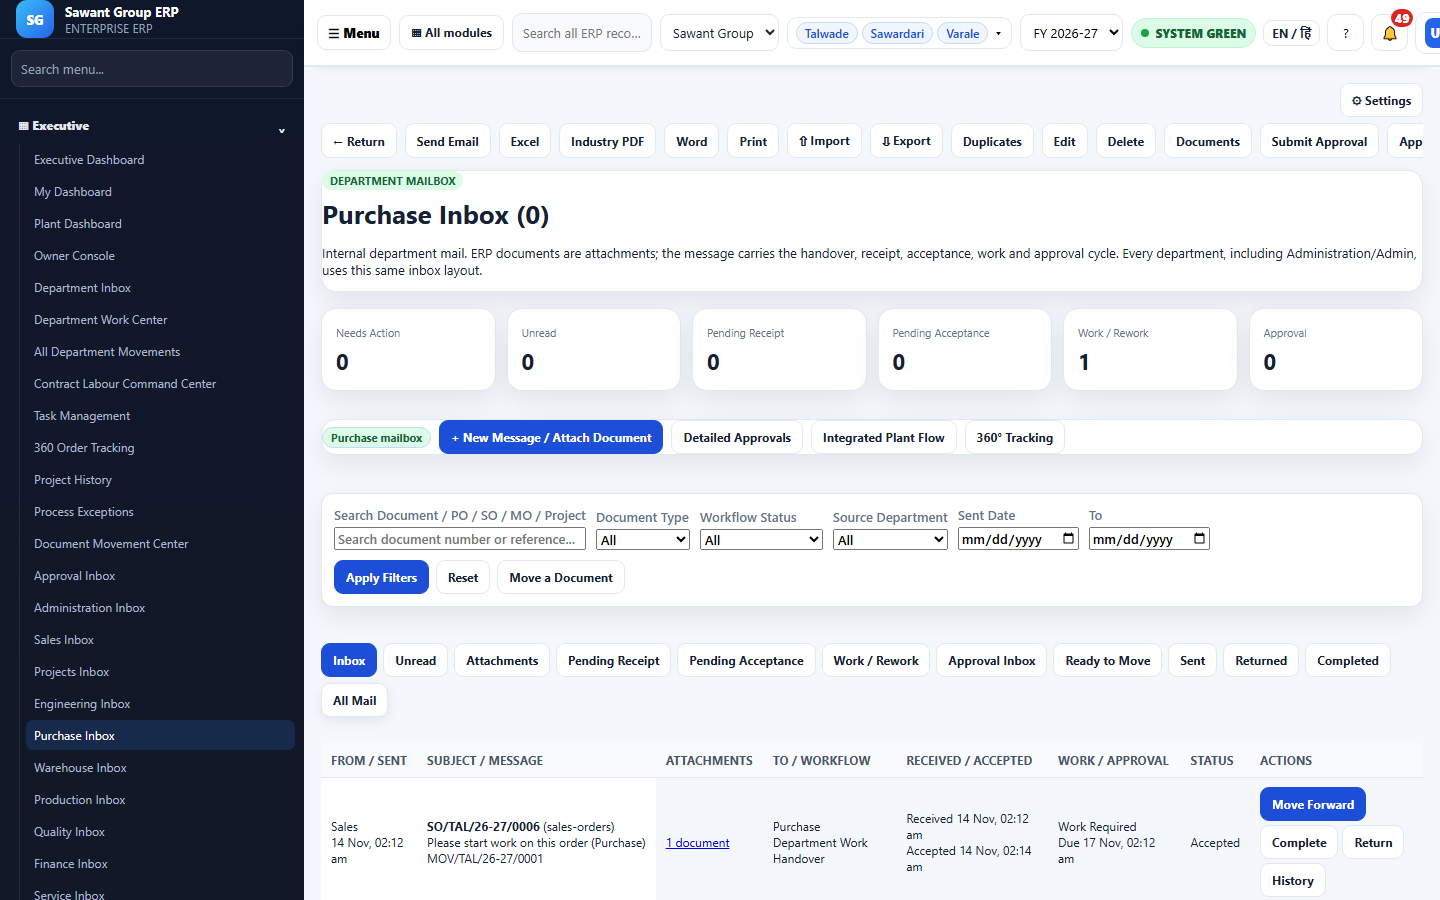 SG
Sawant Group ERP
ENTERPRISE ERP
Search menu...
Executive
Executive Dashboard
My Dashboard
Plant Dashboard
Owner Console
Department Inbox
Department Work Center
All Department Movements
Contract Labour Command Center
Task Management
360 Order Tracking
Project History
Process Exceptions
Document Movement Center
Approval Inbox
Administration Inbox
Sales Inbox
Projects Inbox
Engineering Inbox
Purchase Inbox
Warehouse Inbox
Production Inbox
Quality Inbox
Finance Inbox
Service Inbox
☰ Menu
All modules
Search all ERP reco...
Sawant Group
Talwade
Sawardari
Varale
FY 2026-27
SYSTEM GREEN
EN / हिं
?
49
U
⚙ Settings
← Return
Send Email
Excel
Industry PDF
Word
Print
⇧ Import
⇩ Export
Duplicates
Edit
Delete
Documents
Submit Approval
App
DEPARTMENT MAILBOX
Purchase Inbox (0)
Internal department mail. ERP documents are attachments; the message carries the handover, receipt, acceptance, work and approval cycle. Every department, including Administration/Admin,
uses this same inbox layout.
Needs Action
0
Unread
0
Pending Receipt
0
Pending Acceptance
0
Work / Rework
1
Approval
0
Purchase mailbox
+ New Message / Attach Document
Detailed Approvals
Integrated Plant Flow
360° Tracking
Search Document / PO / SO / MO / Project
Search document number or reference...
Document Type
All
Workflow Status
All
Source Department
All
Sent Date
mm/dd/yyyy
To
mm/dd/yyyy
Apply Filters
Reset
Move a Document
Inbox
Unread
Attachments
Pending Receipt
Pending Acceptance
Work / Rework
Approval Inbox
Ready to Move
Sent
Returned
Completed
All Mail
FROM / SENT
SUBJECT / MESSAGE
ATTACHMENTS
TO / WORKFLOW
RECEIVED / ACCEPTED
WORK / APPROVAL
STATUS
ACTIONS
Sales
14 Nov, 02:12
am
SO/TAL/26-27/0006 (sales-orders)
Please start work on this order (Purchase)
MOV/TAL/26-27/0001
1 document
Purchase
Department Work
Handover
Received 14 Nov, 02:12
am
Accepted 14 Nov, 02:14
am
Work Required
Due 17 Nov, 02:12
am
Accepted
Move Forward
Complete
Return
History